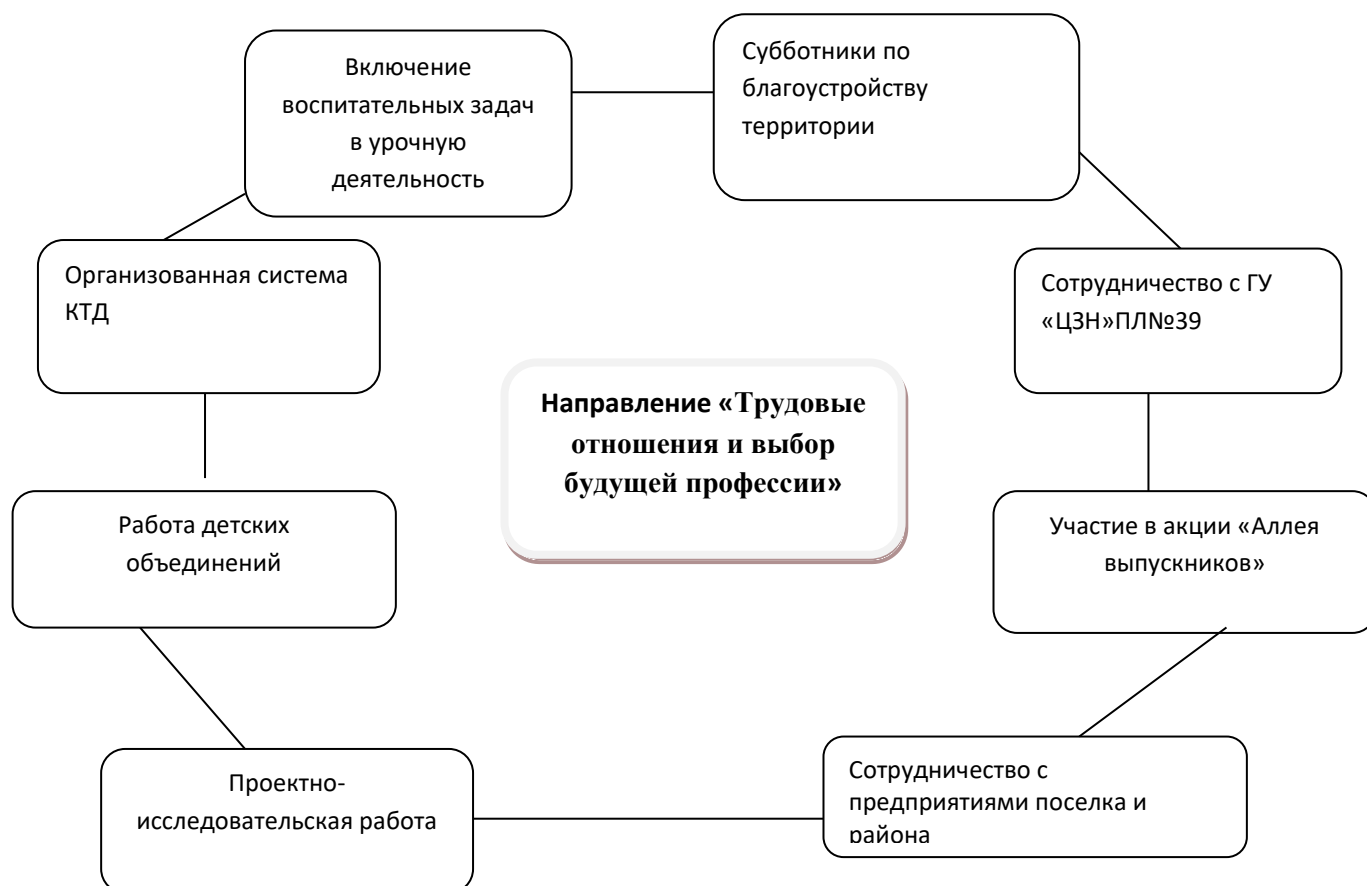 Включение
воспитательных задач
в урочную
деятельность
Субботники по
благоустройству
территории
Организованная система
КТД
Сотрудничество с ГУ
«ЦЗН»ПЛ№39
Направление «Трудовые
отношения и выбор
будущей профессии»
Работа детских
объединений
Участие в акции «Аллея
выпускников»
Проектно-
исследовательская работа
Сотрудничество с
предприятиями поселка и
района